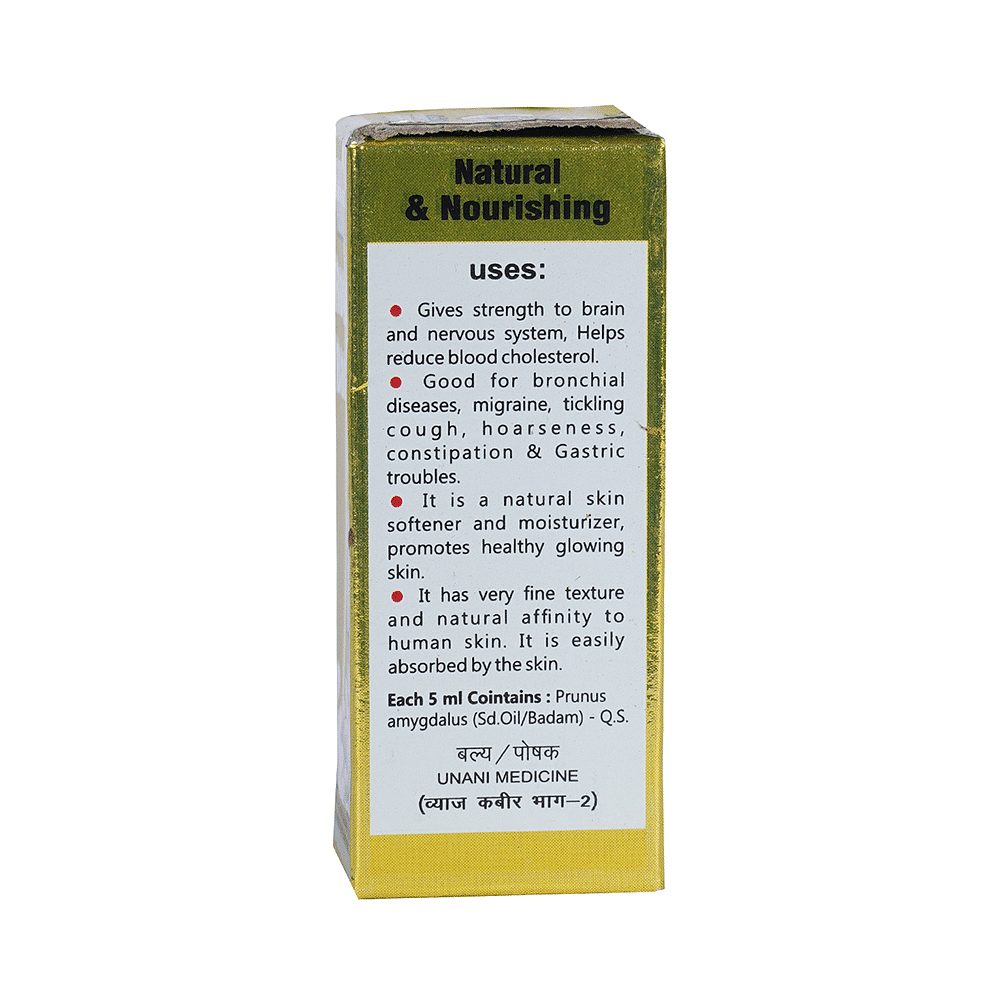 Natural
& Nourishing
uses:
● Gives strength to brain
and nervous system, Helps
reduce blood cholesterol.
● Good for bronchial
diseases, migraine, tickling
cough, hoarseness,
constipation & Gastric
troubles.
● It is a natural skin
softener and moisturizer,
promotes healthy glowing
skin.
● It has very fine texture
and natural affinity to
human skin. It is easily
absorbed by the skin.
Each 5 ml Cointains : Prunus
amygdalus (Sd.Oil/Badam) - Q.S.
बल्य / पोषक
UNANI MEDICINE
(व्याज कबीर भाग–2)